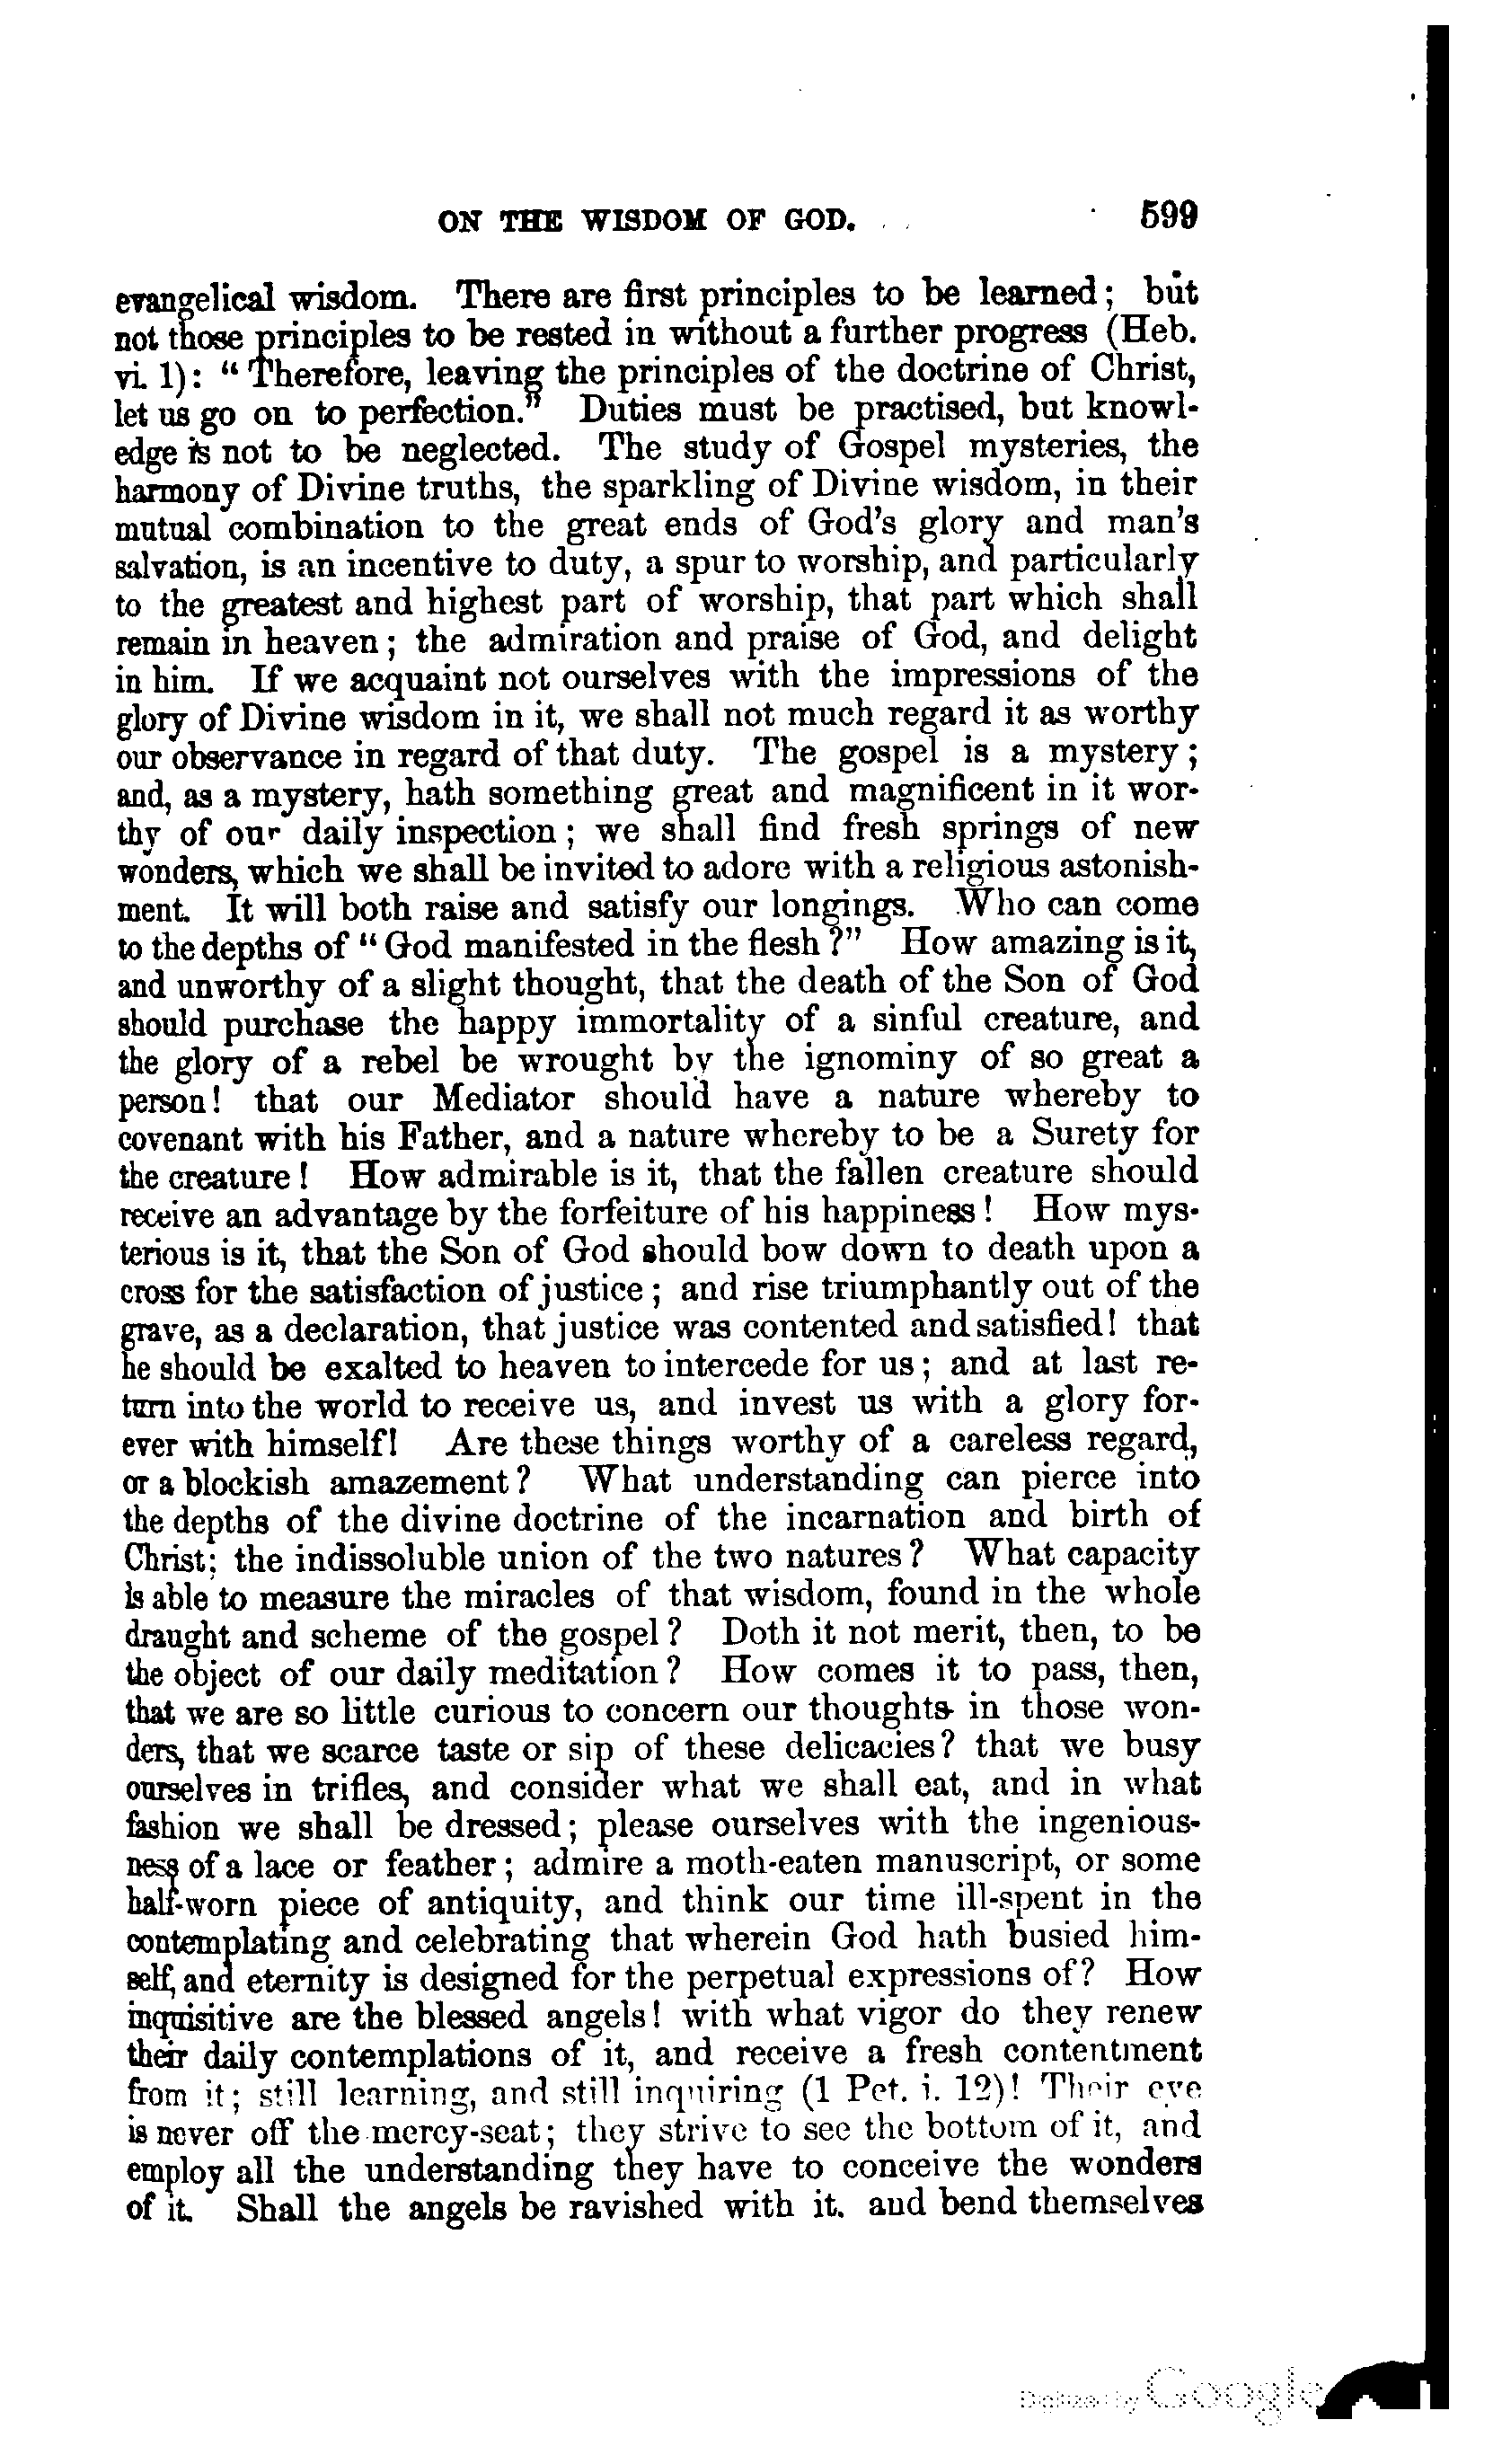 ON THE WISDOM OF GOD. 599
evangelical wisdom. There are first principles to be learned; but
not those principles to be rested in without a further progress (Heb.
vi. 1): "Therefore, leaving the principles of the doctrine of Christ,
let us go on to perfection." Duties must be practised, but knowl-
edge is not to be neglected. The study of Gospel mysteries, the
harmony of Divine truths, the sparkling of Divine wisdom, in their
mutual combination to the great ends of God's glory and man's
salvation, is an incentive to duty, a spur to worship, and particularly
to the greatest and highest part of worship, that part which shall
remain in heaven; the admiration and praise of God, and delight
in him. If we acquaint not ourselves with the impressions of the
glory of Divine wisdom in it, we shall not much regard it as worthy
our observance in regard of that duty. The gospel is a mystery;
and, as a mystery, hath something great and magnificent in it wor-
thy of our daily inspection; we shall find fresh springs of new
wonders, which we shall be invited to adore with a religious astonish-
ment. It will both raise and satisfy our longings. Who can come
to the depths of "God manifested in the flesh?" How amazing is it,
and unworthy of a slight thought, that the death of the Son of God
should purchase the happy immortality of a sinful creature, and
the glory of a rebel be wrought by the ignominy of so great a
person! that our Mediator should have a nature whereby to
covenant with his Father, and a nature whereby to be a Surety for
the creature! How admirable is it, that the fallen creature should
receive an advantage by the forfeiture of his happiness! How mys-
terious is it, that the Son of God should bow down to death upon a
cross for the satisfaction of justice; and rise triumphantly out of the
grave, as a declaration, that justice was contented and satisfied! that
he should be exalted to heaven to intercede for us; and at last re-
turn into the world to receive us, and invest us with a glory for-
ever with himself! Are these things worthy of a careless regard,
or a blockish amazement? What understanding can pierce into
the depths of the divine doctrine of the incarnation and birth of
Christ; the indissoluble union of the two natures? What capacity
is able to measure the miracles of that wisdom, found in the whole
draught and scheme of the gospel? Doth it not merit, then, to be
the object of our daily meditation? How comes it to pass, then,
that we are so little curious to concern our thoughts in those won-
ders, that we scarce taste or sip of these delicacies? that we busy
ourselves in trifles, and consider what we shall eat, and in what
fashion we shall be dressed; please ourselves with the ingenious-
ness of a lace or feather; admire a moth-eaten manuscript, or some
half-worn piece of antiquity, and think our time ill-spent in the
contemplating and celebrating that wherein God hath busied him-
self, and eternity is designed for the perpetual expressions of? How
inquisitive are the blessed angels! with what vigor do they renew
their daily contemplations of it, and receive a fresh contentment
from it; still learning, and still inquiring (1 Pet. i. 12)! Their eye
is never off the mercy-seat; they strive to see the bottom of it, and
employ all the understanding they have to conceive the wonders
of it. Shall the angels be ravished with it. and bend themselves
Digitized by Google